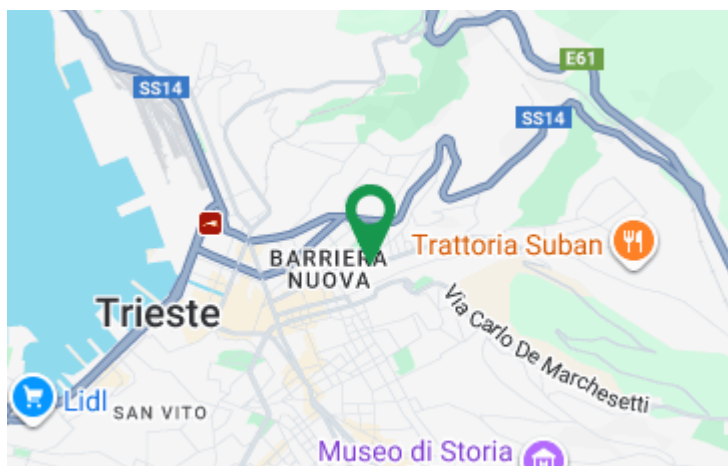 E61
SS14
SS14
Trattoria Suban
BARRIERA
NUOVA
Trieste
Via Carlo De Marchesetti
Lidl
SAN VITO
Museo di Storia